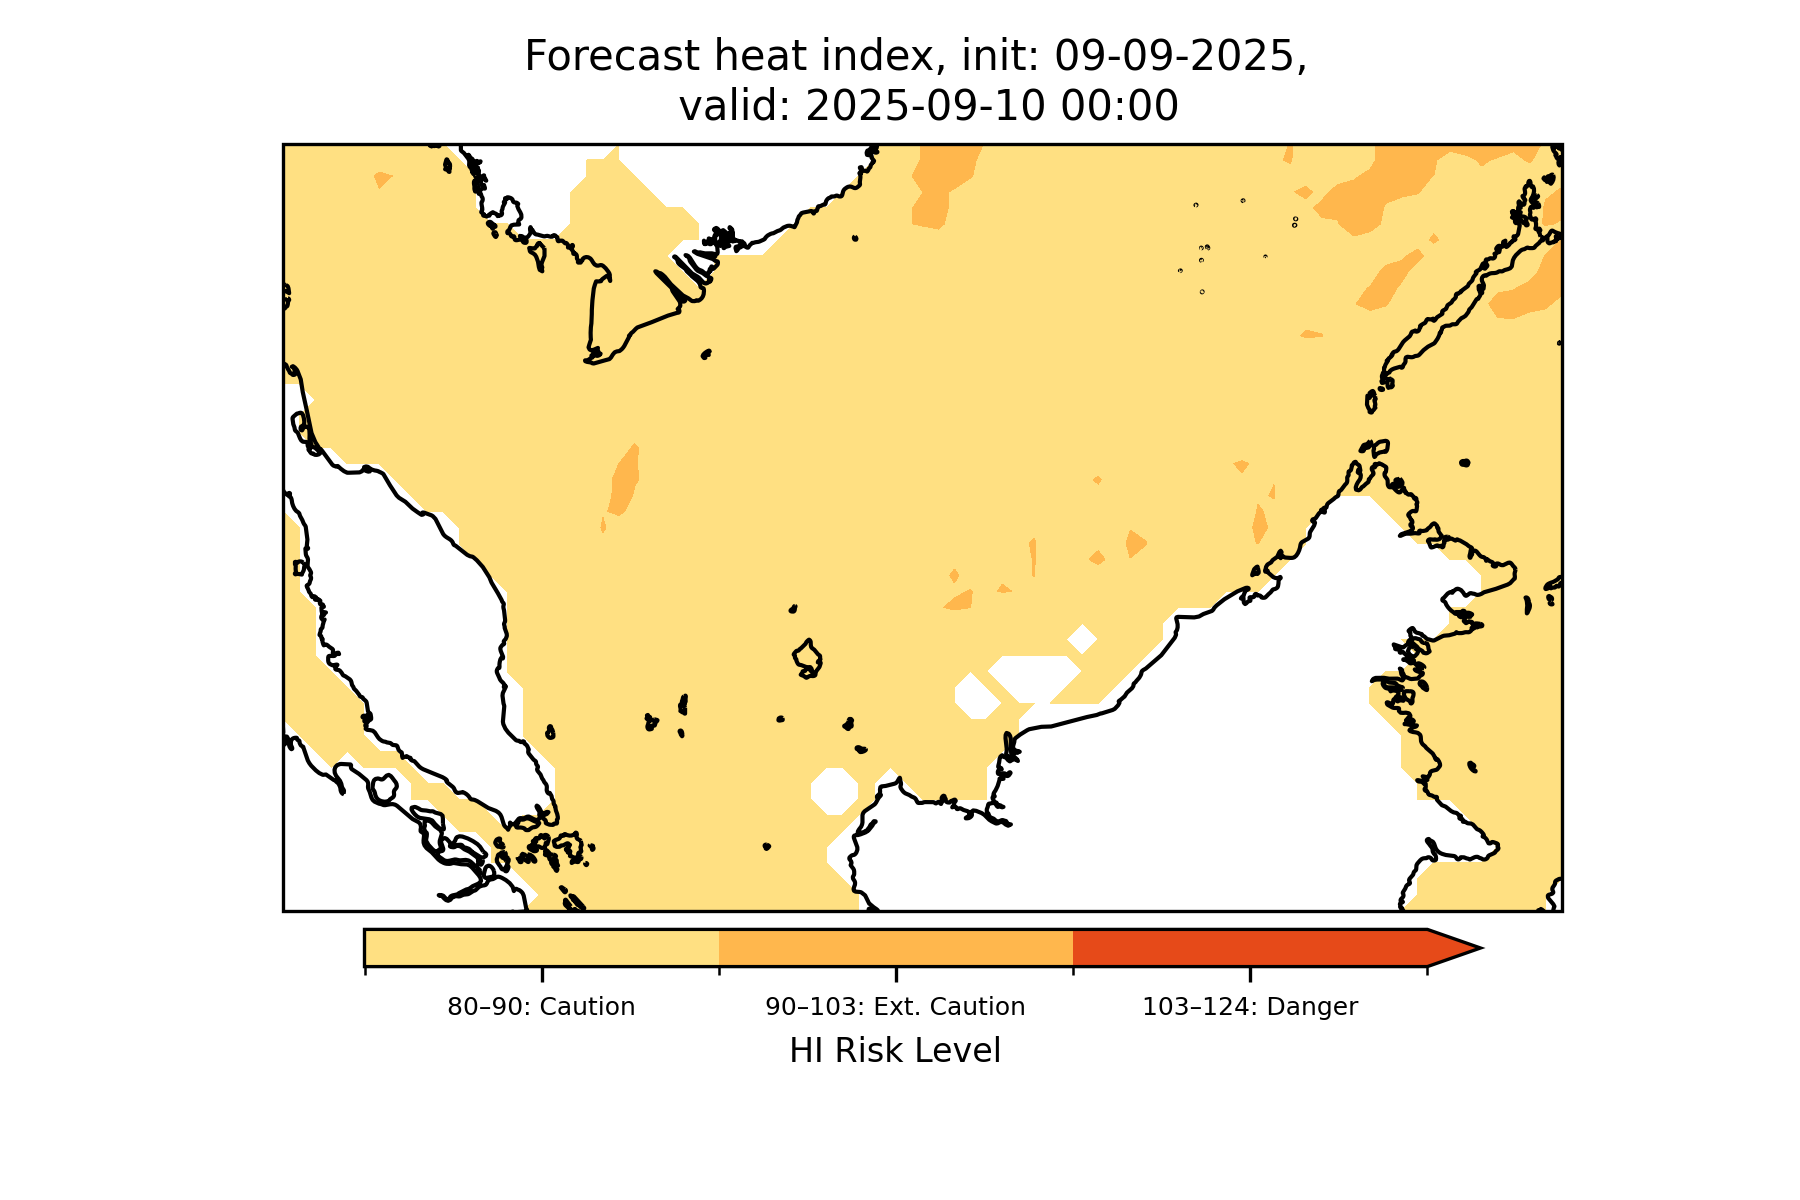 Forecast heat index, init: 09-09-2025,
valid: 2025-09-10 00:00
80–90: Caution
90–103: Ext. Caution
103–124: Danger
HI Risk Level